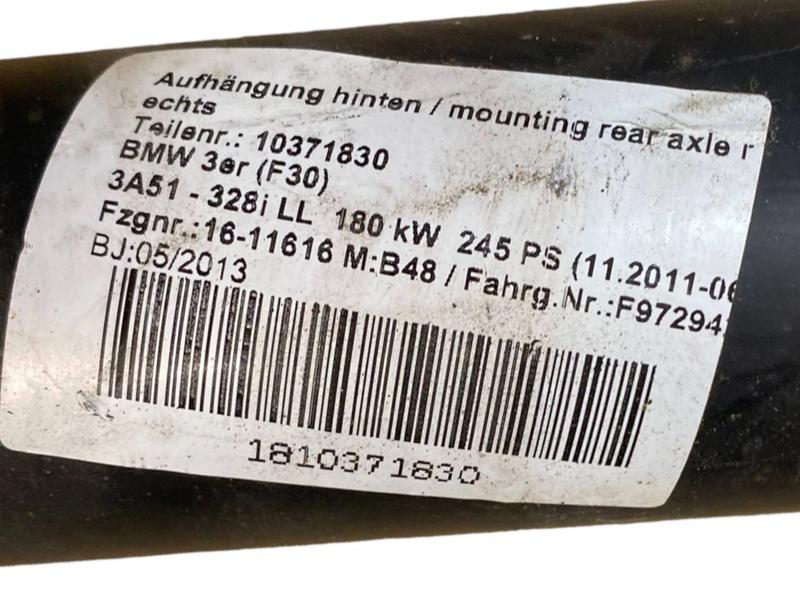 Aufhängung hinten / mounting rear axle r
echts
Teilenr.: 10371830
BMW 3er (F30)
3A51 - 328i LL 180 kW 245 PS (11.2011-06
Fzgnr.:16-11616 M:B48 / Fahrg.Nr.:F97294
BJ:05/2013
1810371830